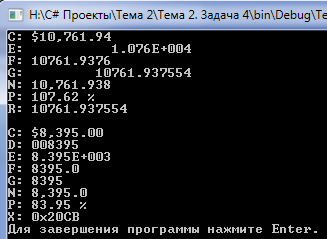 H:\C# Проекты\Тема 2\Тема 2. Задача 4\bin\Debug\Те
C: $10,761.94
E:           1.076E+004
F: 10761.9376
G:         10761.937554
N: 10,761.938
P: 107.62 %
R: 10761.937554
C: $8,395.00
D: 008395
E: 8.395E+003
F: 8395.0
G: 8395
N: 8,395.0
P: 83.95 %
X: 0x20CB
Для завершения программы нажмите Enter.